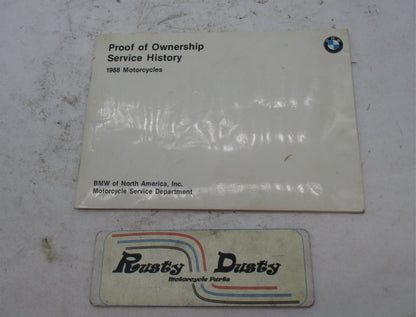 Proof of Ownership
Service History
1988 Motorcycles
BMW of North America, Inc.
Motorcycle Service Department
Rusty Dusty
Motorcycle Parts